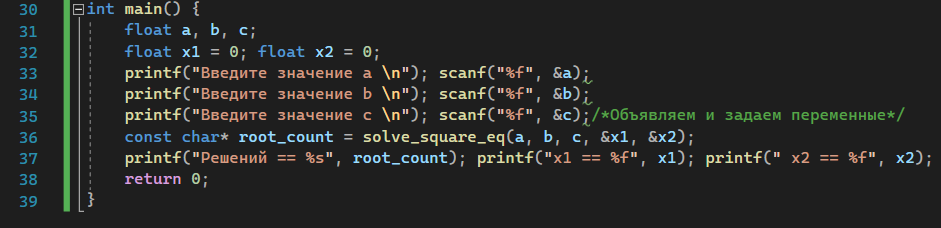 30 int main() {
31 float a, b, c;
32 float x1 = 0; float x2 = 0;
33 printf("Введите значение a \n"); scanf("%f", &a);
34 printf("Введите значение b \n"); scanf("%f", &b);
35 printf("Введите значение c \n"); scanf("%f", &c);/*Объявляем и задаем переменные*/
36 const char* root_count = solve_square_eq(a, b, c, &x1, &x2);
37 printf("Решений == %s", root_count); printf("x1 == %f", x1); printf(" x2 == %f", x2);
38 return 0;
39 }